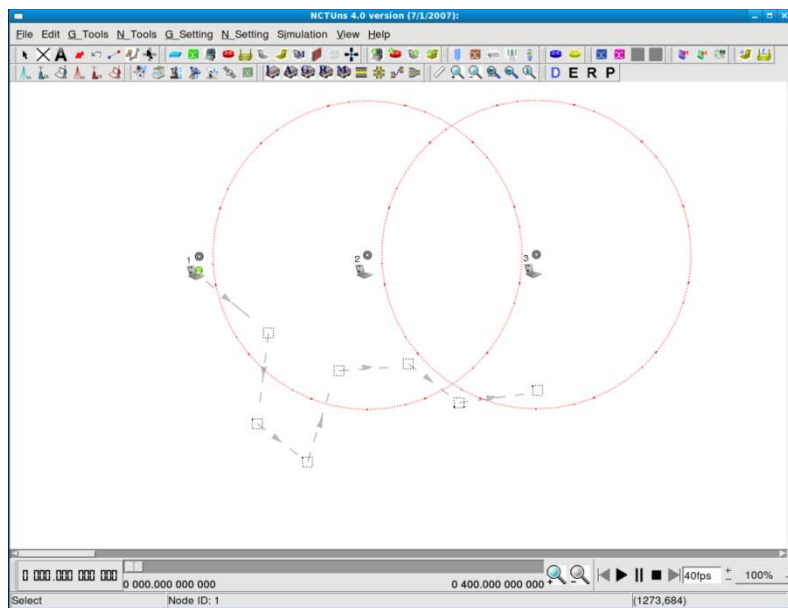 NCTUns 4.0 version (7/1/2007):
File Edit G_Tools N_Tools G_Setting N_Setting Simulation View Help
A
D E R P
1
2
3
0 000.000 000 000
0 000.000 000 000
0 400.000 000 000
40fps
100%
Select
Node ID: 1
(1273,684)